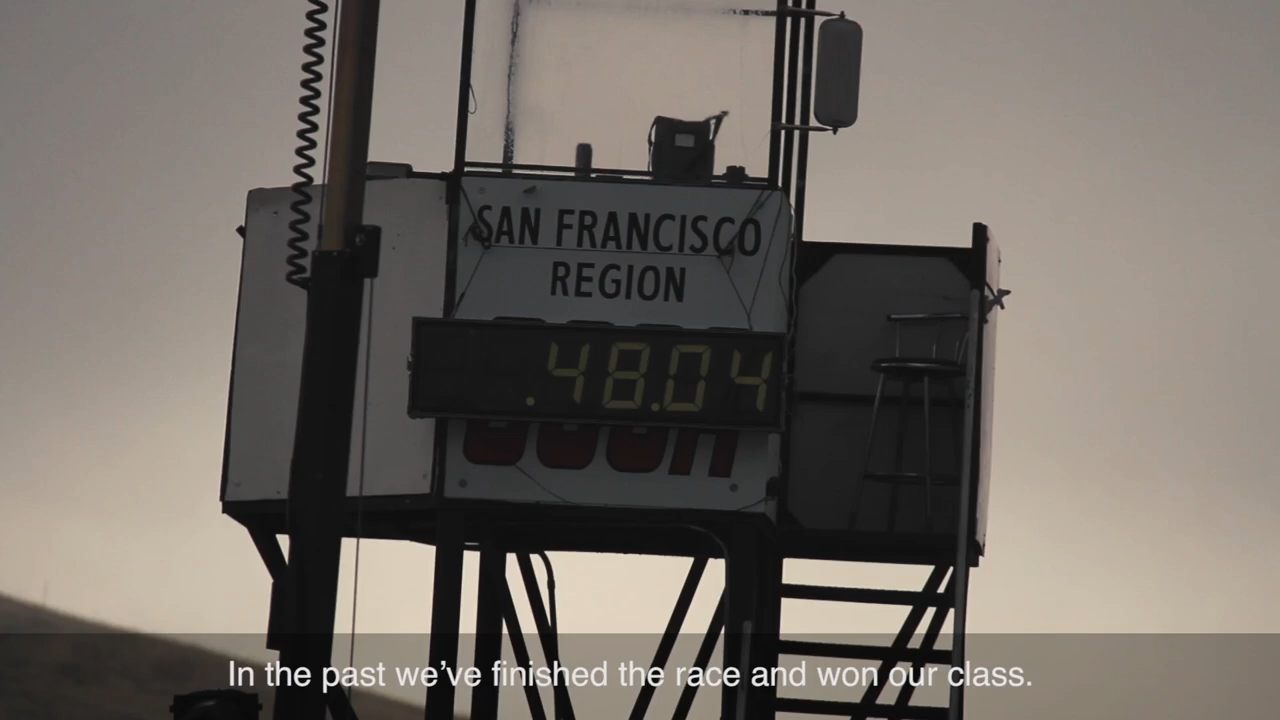 SAN FRANCISCO
REGION
.48.04
In the past we’ve finished the race and won our class.